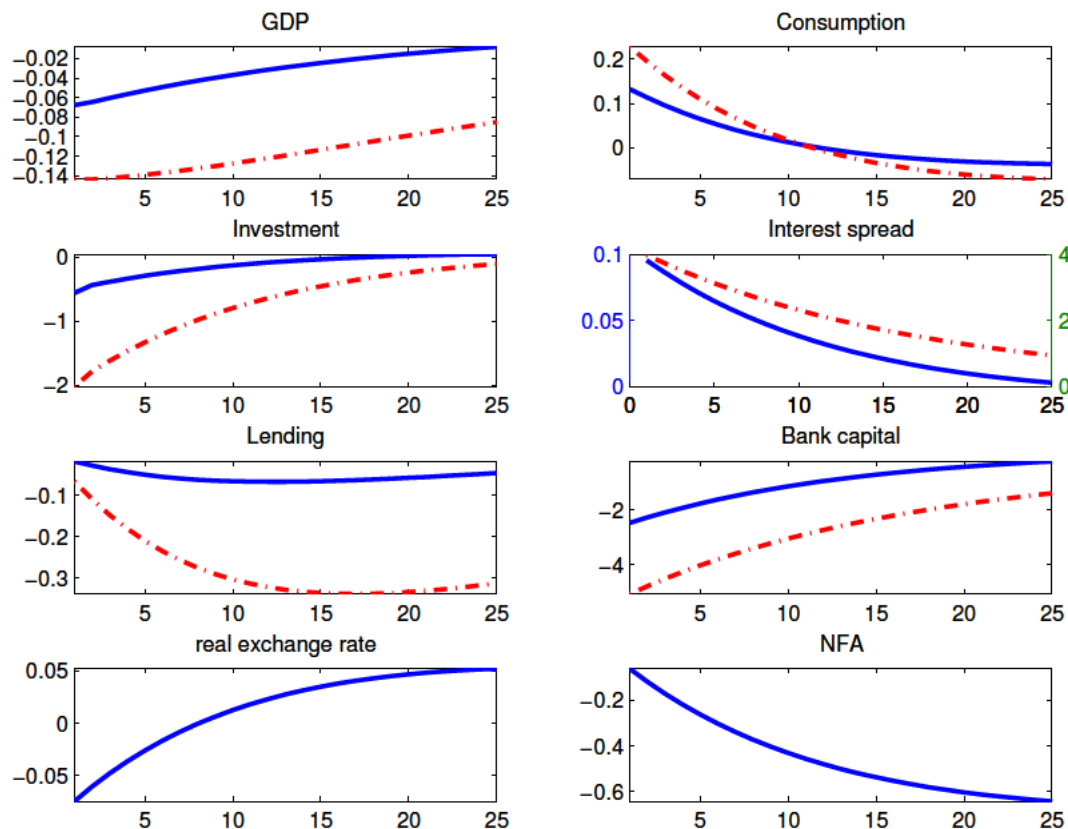 GDP
−0.02
−0.04
−0.06
−0.08
−0.1
−0.12
−0.14
5 10 15 20 25
Consumption
0.2
0.1
0
5 10 15 20 25
Investment
0
−1
−2
5 10 15 20 25
Interest spread
0.1
0.05
0
4
2
0
0 5 10 15 20 25
Lending
−0.1
−0.2
−0.3
5 10 15 20 25
Bank capital
−2
−4
5 10 15 20 25
real exchange rate
0.05
0
−0.05
5 10 15 20 25
NFA
−0.2
−0.4
−0.6
5 10 15 20 25